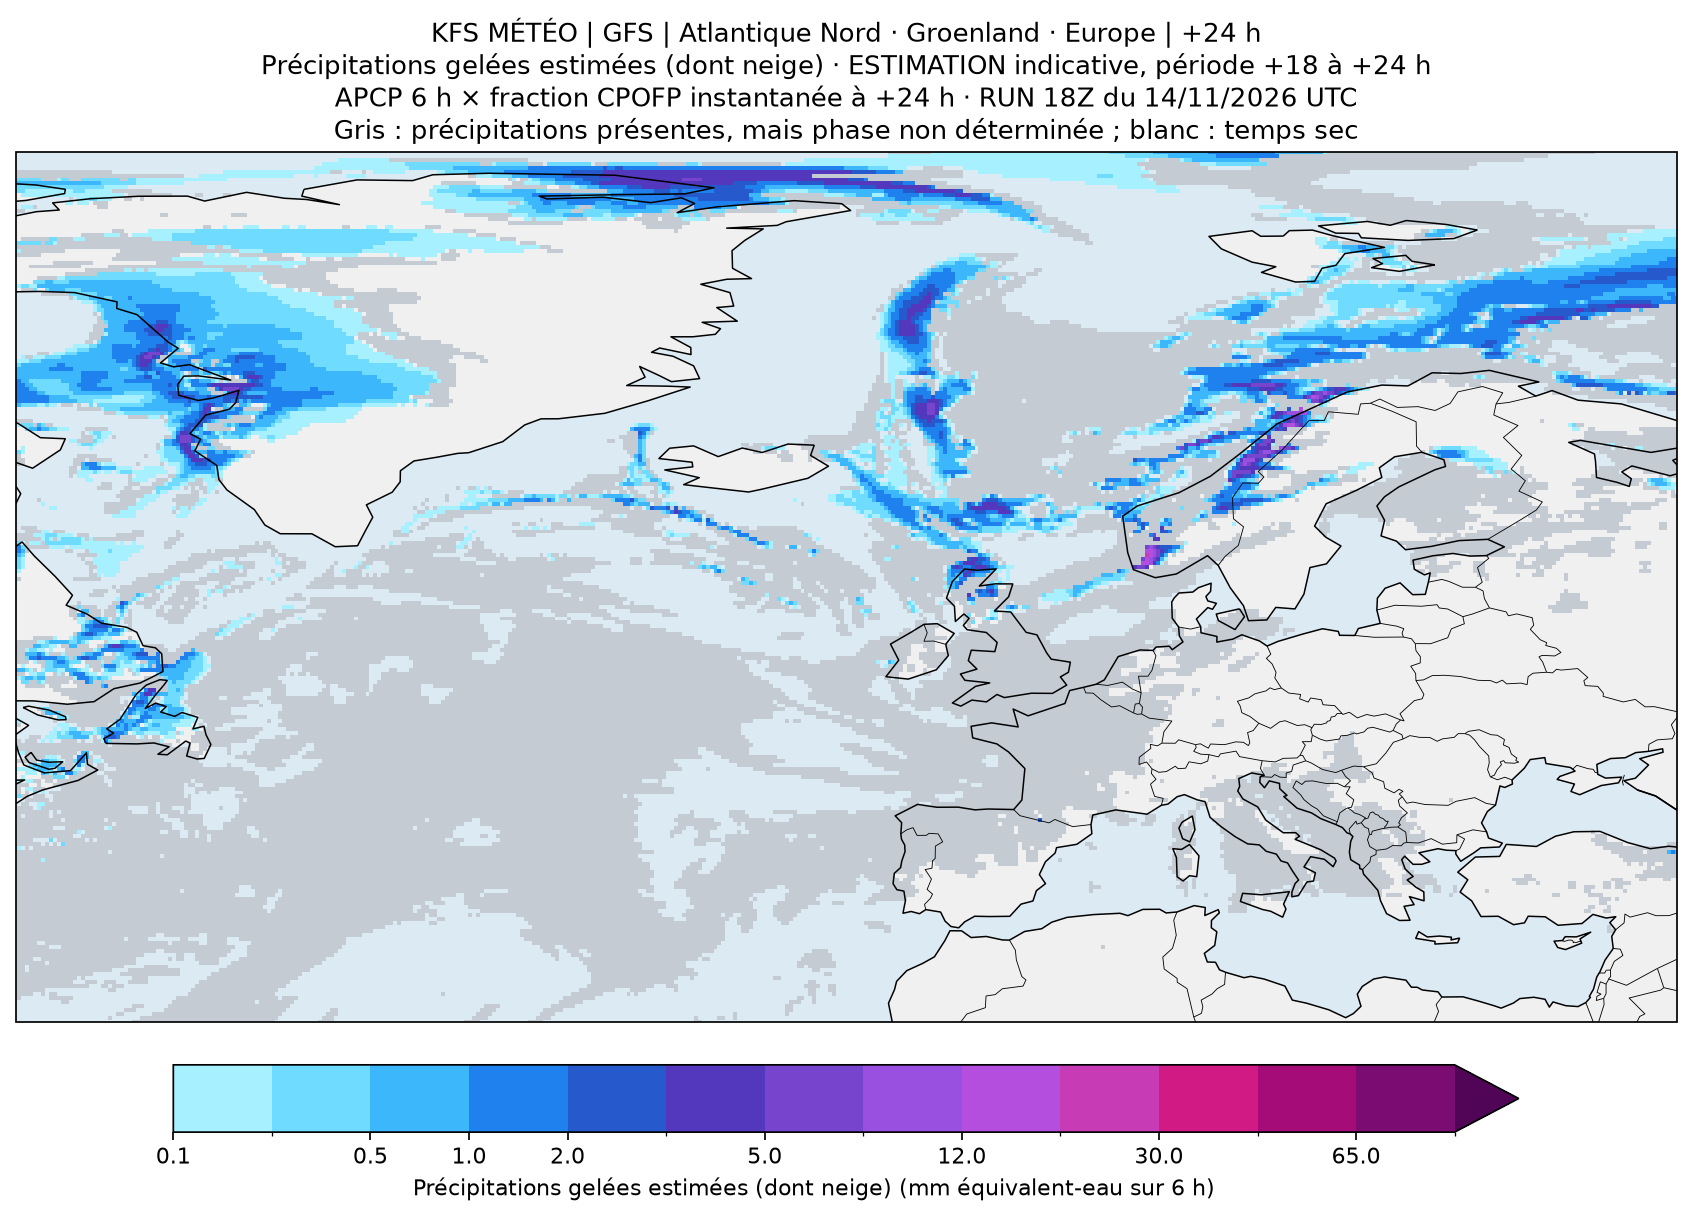 KFS MÉTÉO | GFS | Atlantique Nord · Groenland · Europe | +24 h
Précipitations gelées estimées (dont neige) · ESTIMATION indicative, période +18 à +24 h
APCP 6 h × fraction CPOFP instantanée à +24 h · RUN 18Z du 14/11/2026 UTC
Gris : précipitations présentes, mais phase non déterminée ; blanc : temps sec
0.1 0.5 1.0 2.0 5.0 12.0 30.0 65.0
Précipitations gelées estimées (dont neige) (mm équivalent-eau sur 6 h)